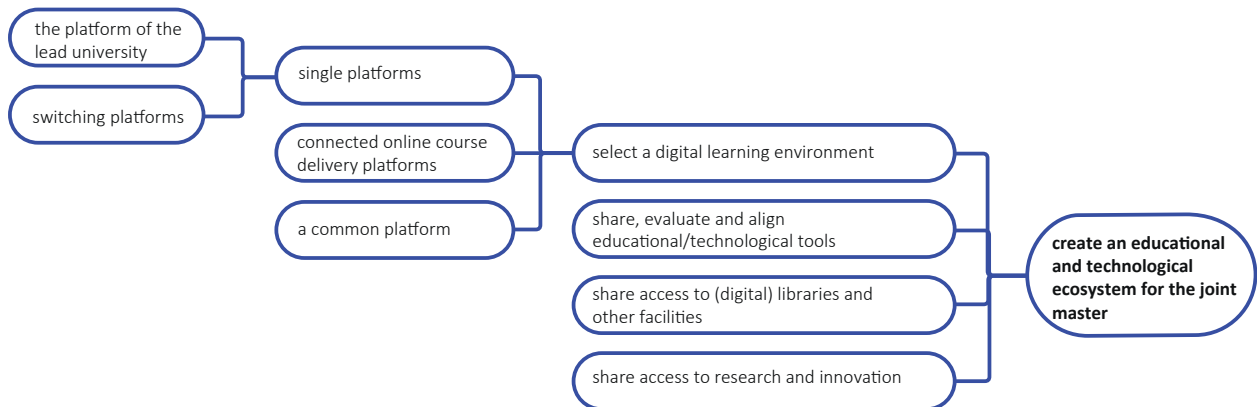 the platform of the
lead university
switching platforms
single platforms
connected online course
delivery platforms
a common platform
select a digital learning environment
share, evaluate and align
educational/technological tools
share access to (digital) libraries and
other facilities
share access to research and innovation
create an educational
and technological
ecosystem for the joint
master